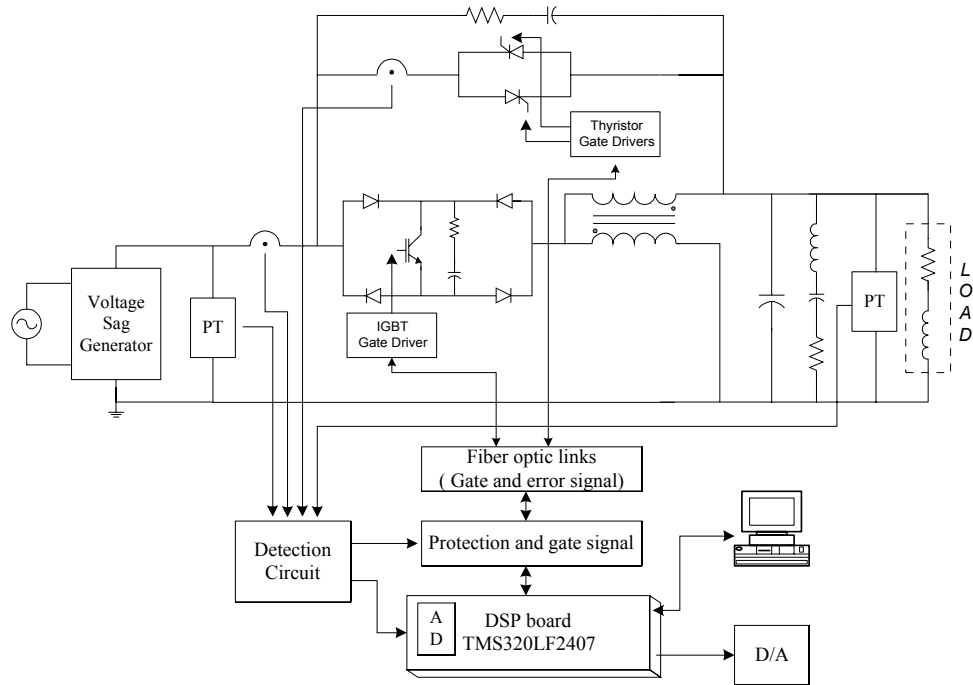 Thyristor
Gate Drivers
Voltage
Sag
Generator
PT
IGBT
Gate Driver
PT
LOAD
Fiber optic links
( Gate and error signal)
Detection
Circuit
Protection and gate signal
A
D
DSP board
TMS320LF2407
D/A